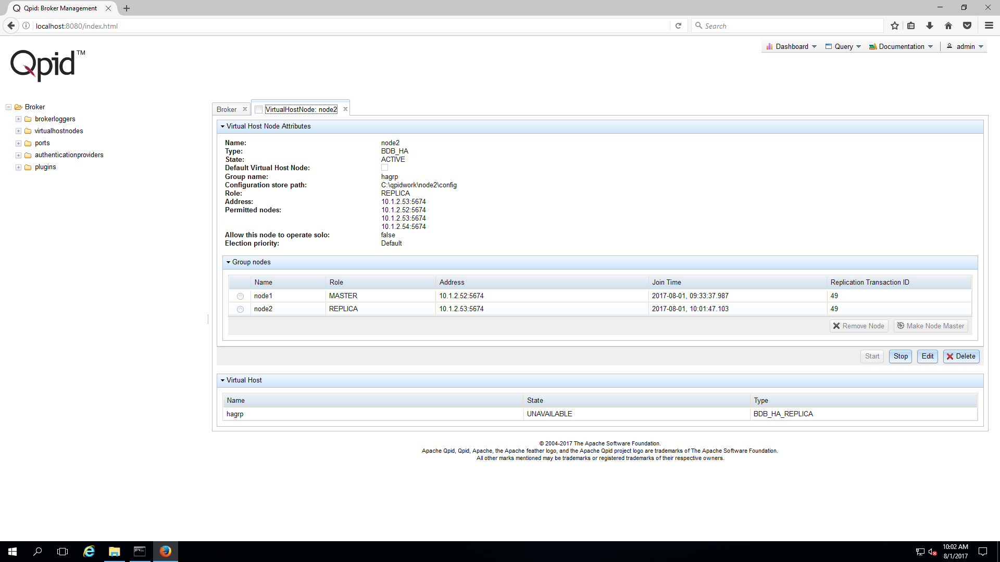 Qpid: Broker Management
localhost:8080/index.html
Search
Dashboard Query Documentation admin
Qpid™
Broker
brokerloggers
virtualhostnodes
ports
authenticationproviders
plugins
Broker x VirtualHostNode: node2 x
Virtual Host Node Attributes
Name: node2
Type: BDB_HA
State: ACTIVE
Default Virtual Host Node:
Group name: hagrp
Configuration store path: C:\qpidwork\node2\config
Role: REPLICA
Address: 10.1.2.53:5674
Permitted nodes: 10.1.2.52:5674
10.1.2.53:5674
10.1.2.54:5674
Allow this node to operate solo: false
Election priority: Default
Group nodes
Name Role Address Join Time Replication Transaction ID
node1 MASTER 10.1.2.52:5674 2017-08-01, 09:33:37.987 49
node2 REPLICA 10.1.2.53:5674 2017-08-01, 10:01:47.103 49
Remove Node Make Node Master
Start Stop Edit Delete
Virtual Host
Name State Type
hagrp UNAVAILABLE BDB_HA_REPLICA
© 2004-2017 The Apache Software Foundation.
Apache Qpid, Qpid, Apache, the Apache feather logo, and the Apache Qpid project logo are trademarks of The Apache Software Foundation.
All other marks mentioned may be trademarks or registered trademarks of their respective owners.
10:02 AM
8/1/2017